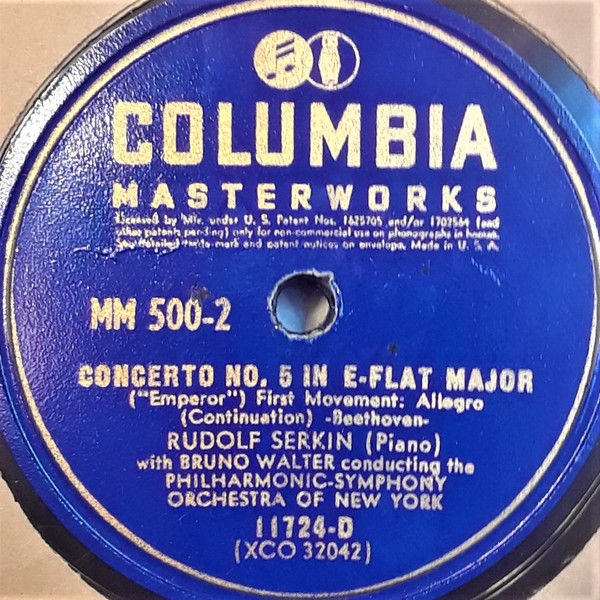 COLUMBIA
MASTERWORKS
Licensed by Mfr. under U. S. Patent Nos. 1625705 and/or 1702564 (and
other patents pending) only for non-commercial use on phonographs in homes.
See detailed trade-mark and patent notices on envelope. Made in U. S. A.
MM 500-2
CONCERTO NO. 5 IN E-FLAT MAJOR
("Emperor") First Movement: Allegro
(Continuation) -Beethoven-
RUDOLF SERKIN (Piano)
with BRUNO WALTER conducting the
PHILHARMONIC-SYMPHONY
ORCHESTRA OF NEW YORK
11724-D
(XCO 32042)